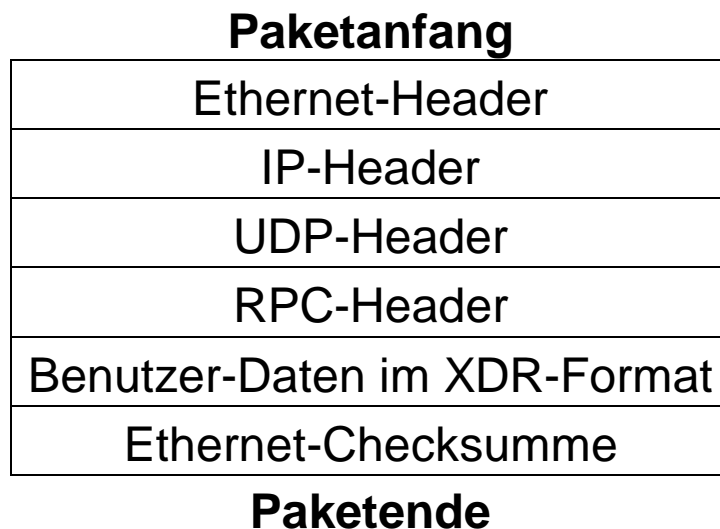 Paketanfang
Ethernet-Header
IP-Header
UDP-Header
RPC-Header
Benutzer-Daten im XDR-Format
Ethernet-Checksumme
Paketende